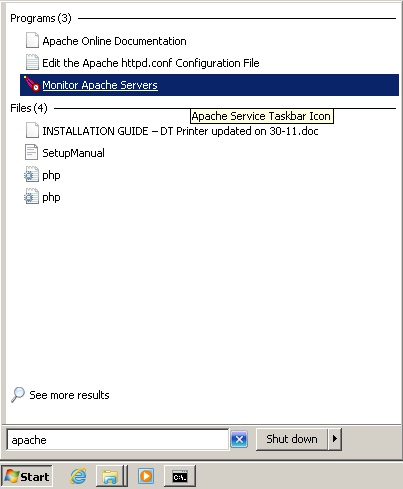 Programs (3)
Apache Online Documentation
Edit the Apache httpd.conf Configuration File
Monitor Apache Servers
Apache Service Taskbar Icon
Files (4)
INSTALLATION GUIDE – DT Printer updated on 30-11.doc
SetupManual
php
php
See more results
apache
Shut down
Start